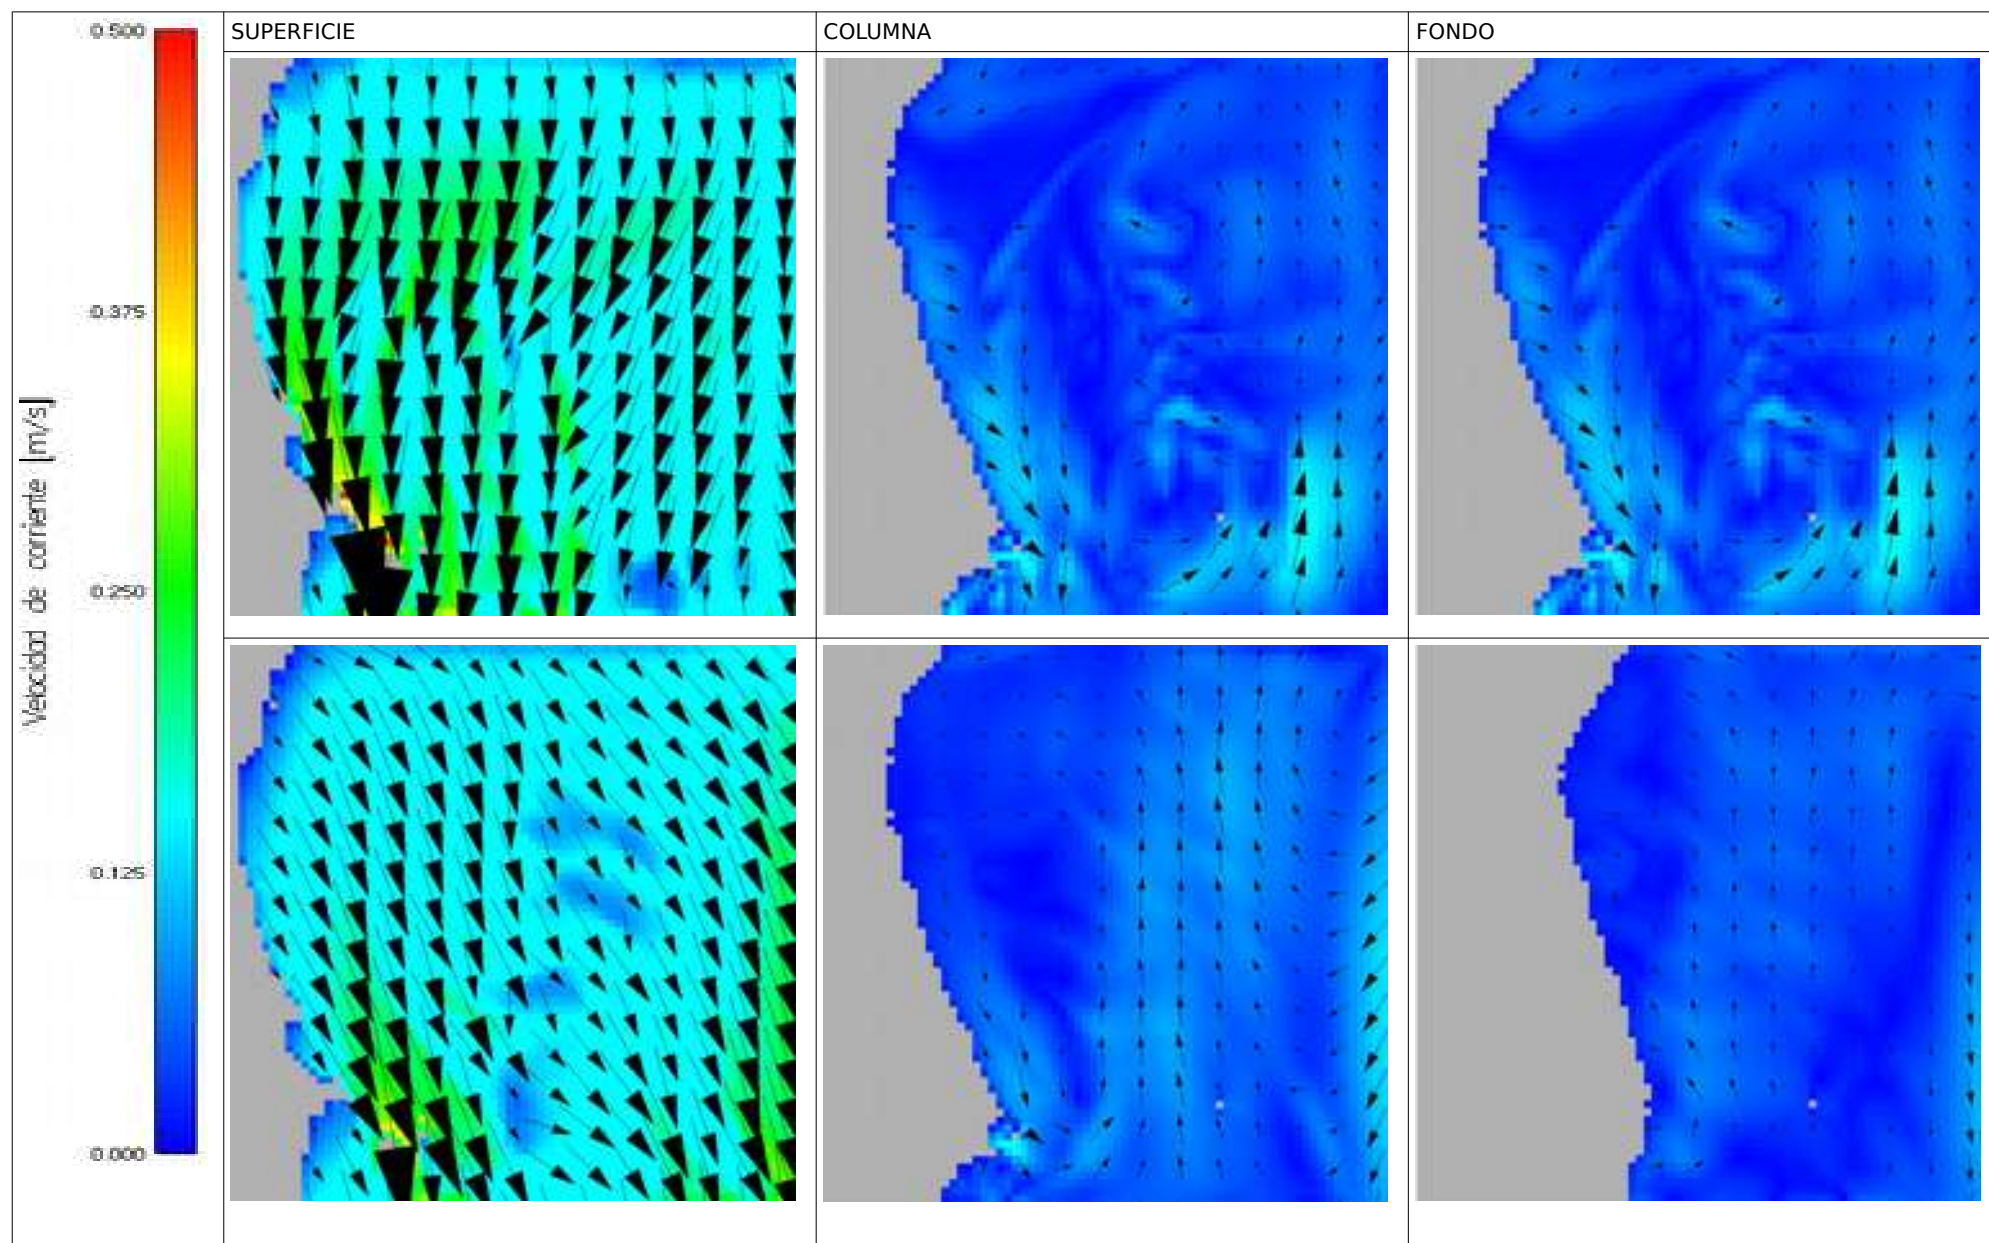 SUPERFICIE
COLUMNA
FONDO
0.500
0.375
0.250
0.125
0.000
Velocidad de corriente [m/s]